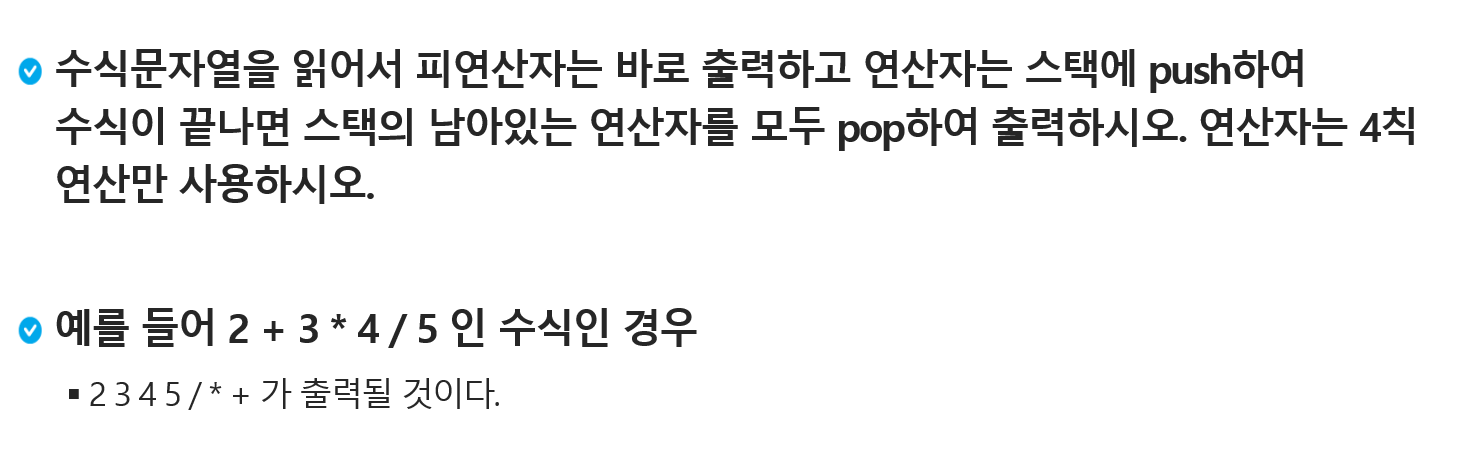 수식문자열을 읽어서 피연산자는 바로 출력하고 연산자는 스택에 push하여
수식이 끝나면 스택의 남아있는 연산자를 모두 pop하여 출력하시오. 연산자는 4칙
연산만 사용하시오.
예를 들어 2 + 3 * 4 / 5 인 수식인 경우
2 3 4 5 / * + 가 출력될 것이다.